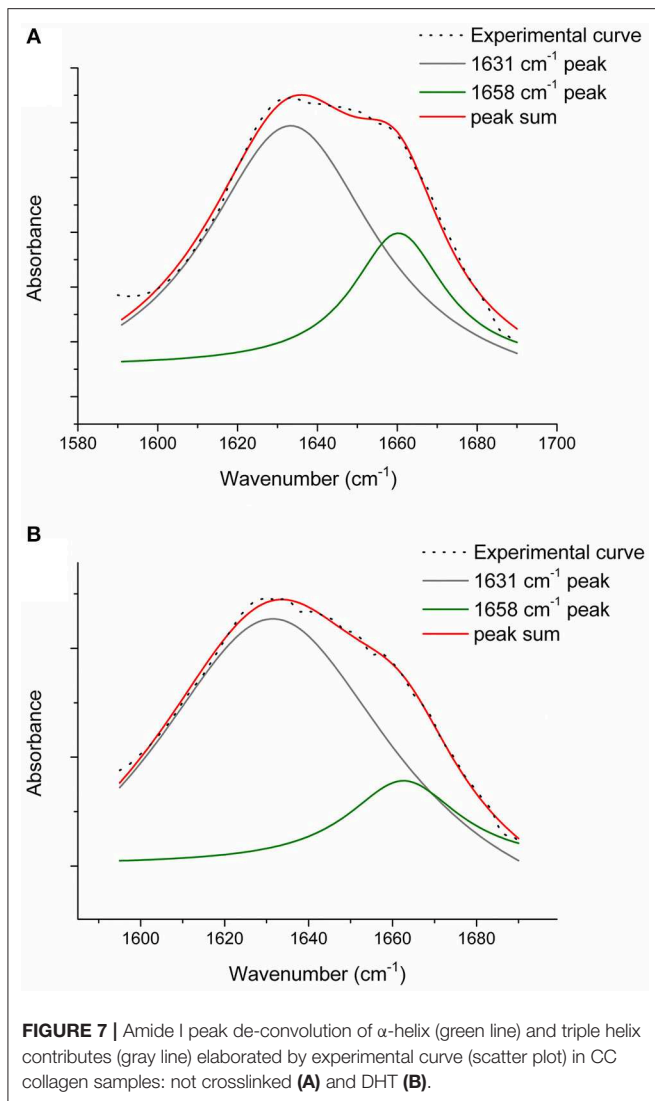 A
Experimental curve
1631 cm⁻¹ peak
1658 cm⁻¹ peak
peak sum
Absorbance
1580 1600 1620 1640 1660 1680 1700
Wavenumber (cm⁻¹)
B
Experimental curve
1631 cm⁻¹ peak
1658 cm⁻¹ peak
peak sum
Absorbance
1600 1620 1640 1660 1680
Wavenumber (cm⁻¹)
FIGURE 7 | Amide I peak de-convolution of α-helix (green line) and triple helix
contributes (gray line) elaborated by experimental curve (scatter plot) in CC
collagen samples: not crosslinked (A) and DHT (B).